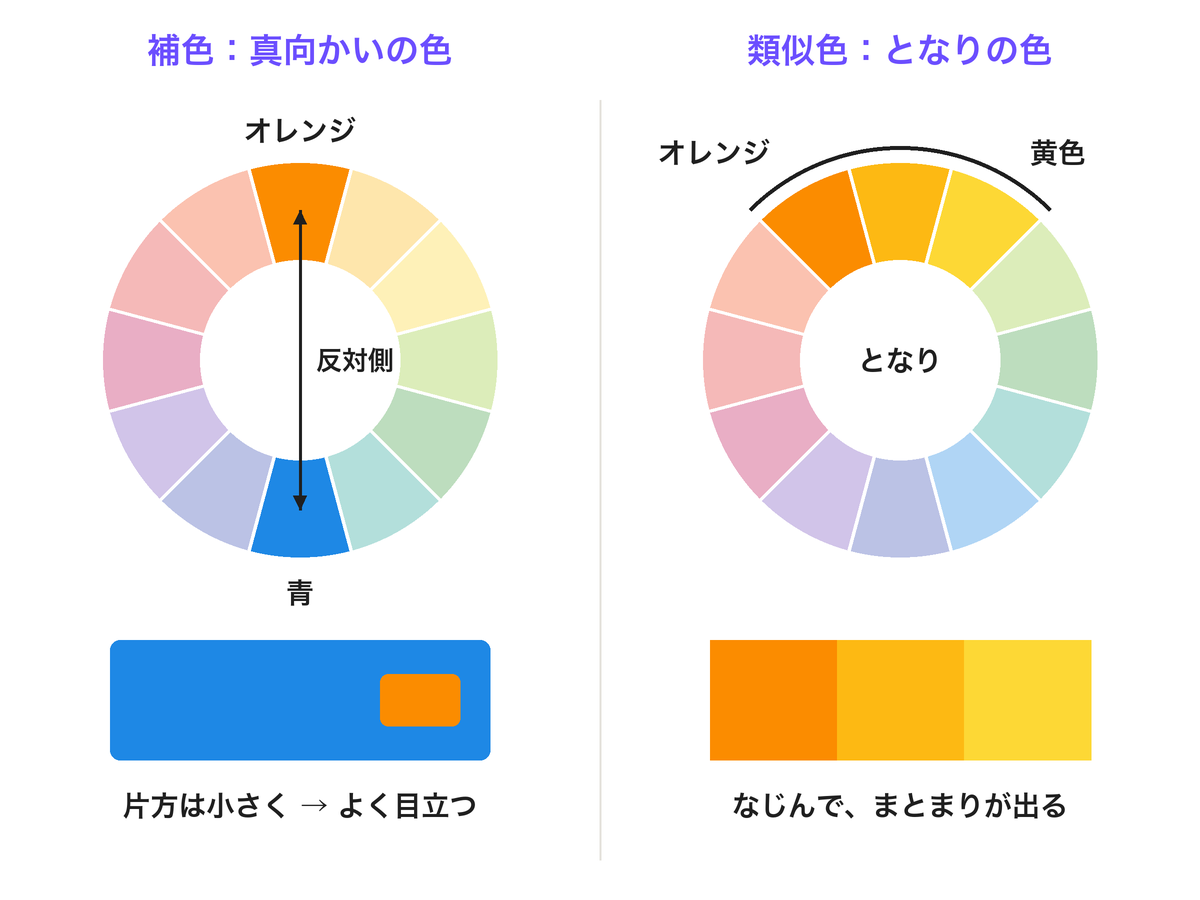 補色：真向かいの色
オレンジ
反対側
青
片方は小さく → よく目立つ
類似色：となりの色
オレンジ
黄色
となり
なじんで、まとまりが出る